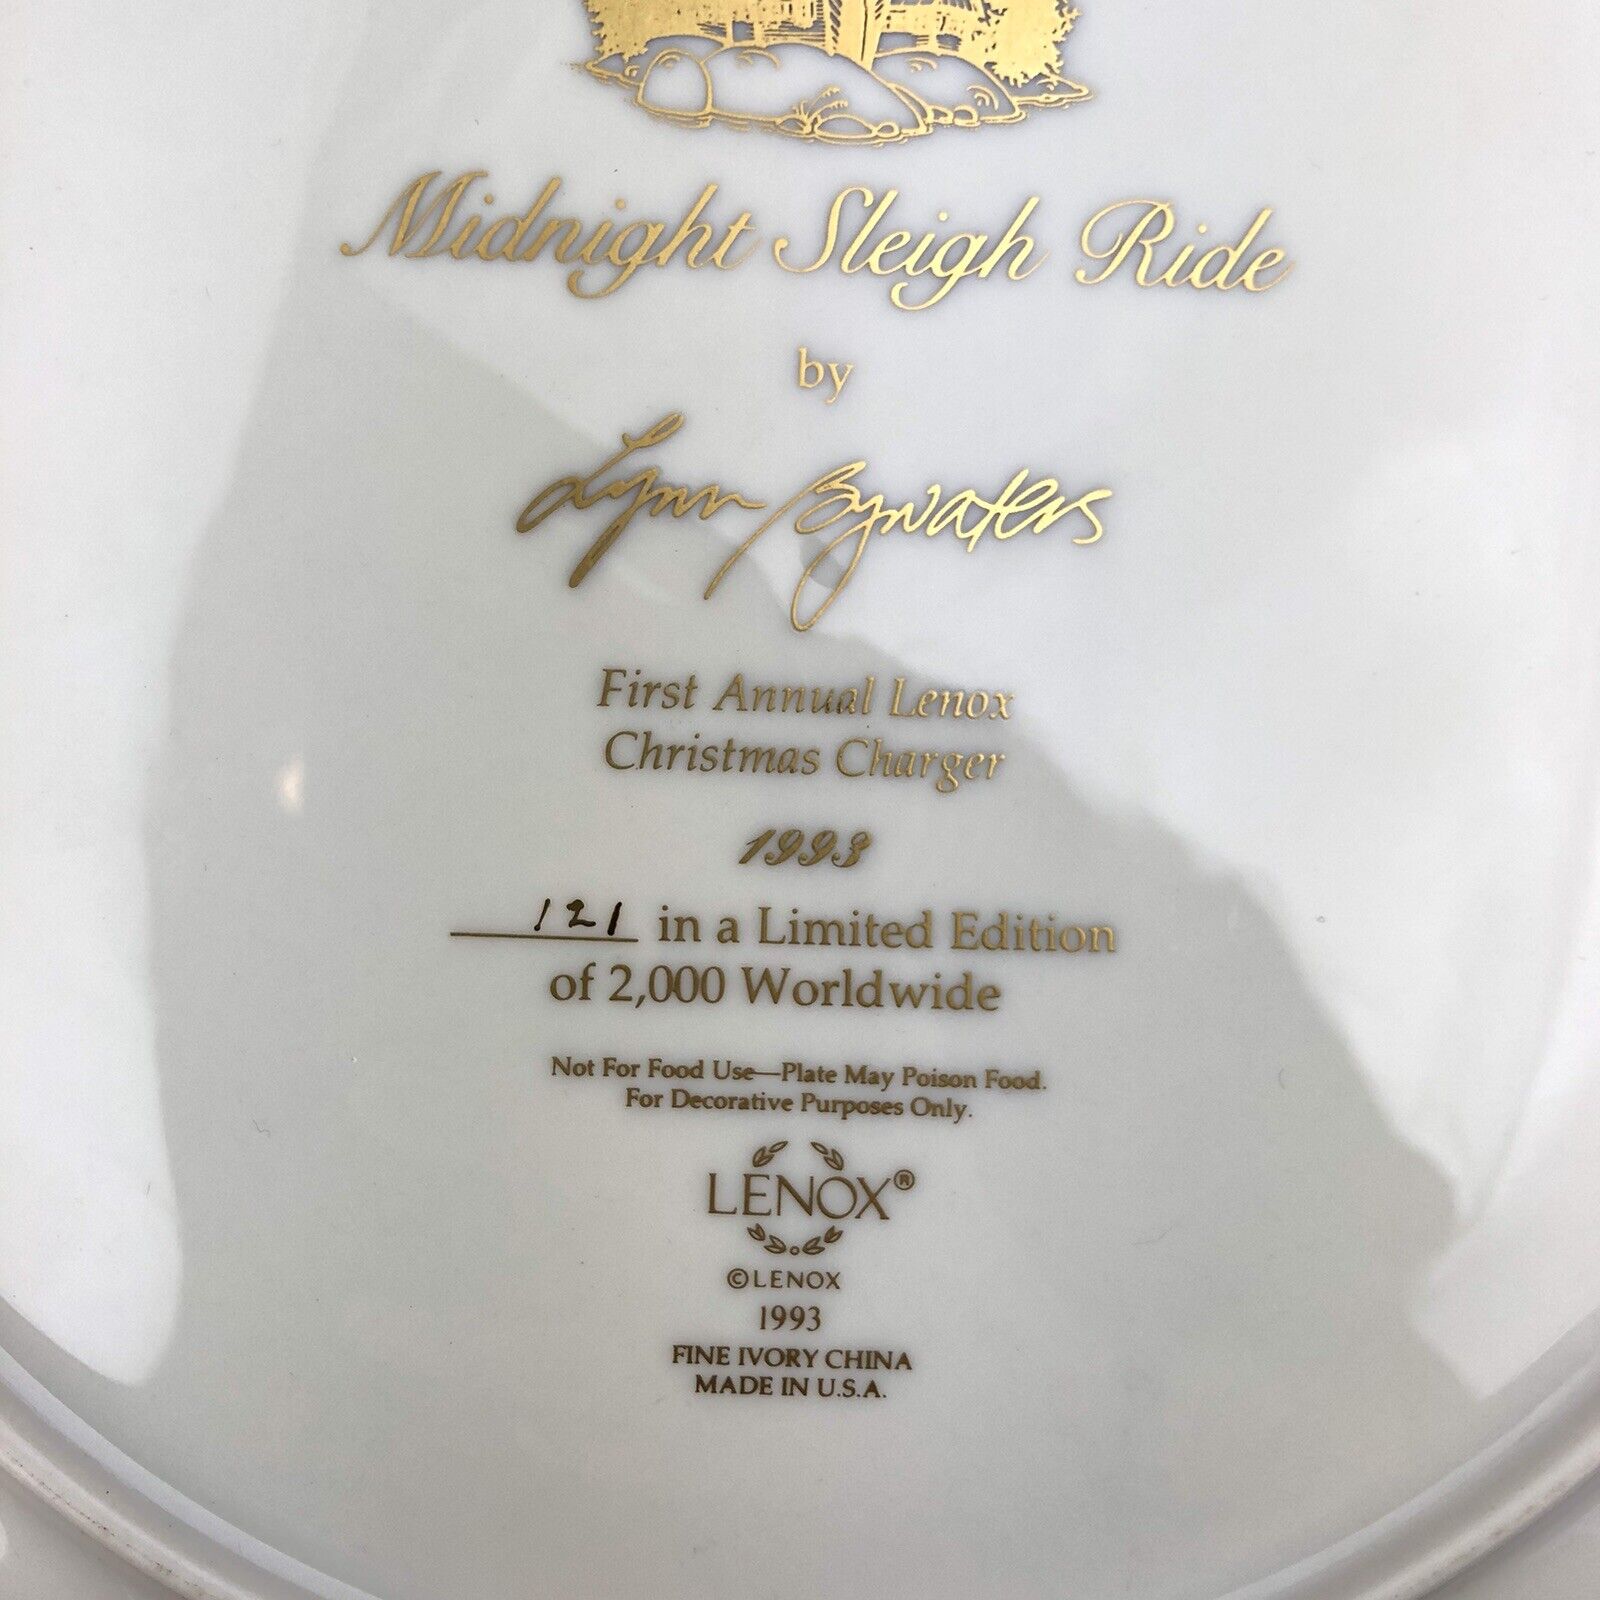 Midnight Sleigh Ride
by
Lynn Bywaters
First Annual Lenox
Christmas Charger
1993
121 in a Limited Edition
of 2,000 Worldwide
Not For Food Use—Plate May Poison Food.
For Decorative Purposes Only.
LENOX®
©LENOX
1993
FINE IVORY CHINA
MADE IN U.S.A.